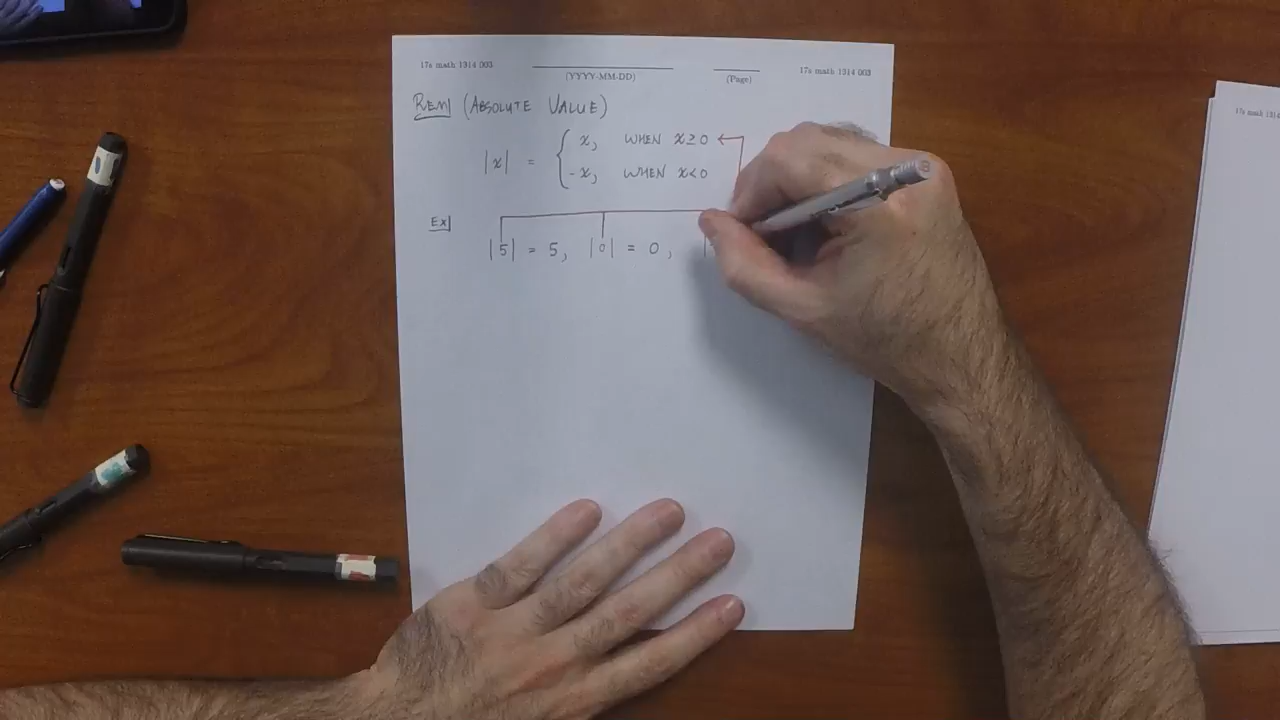 17s math 1314 003 (YYYY-MM-DD) (Page) 17s math 1314 003
REM (ABSOLUTE VALUE)
|x| = { x, WHEN x≥0
-x, WHEN x<0
EX
|5| = 5, |0| = 0, |